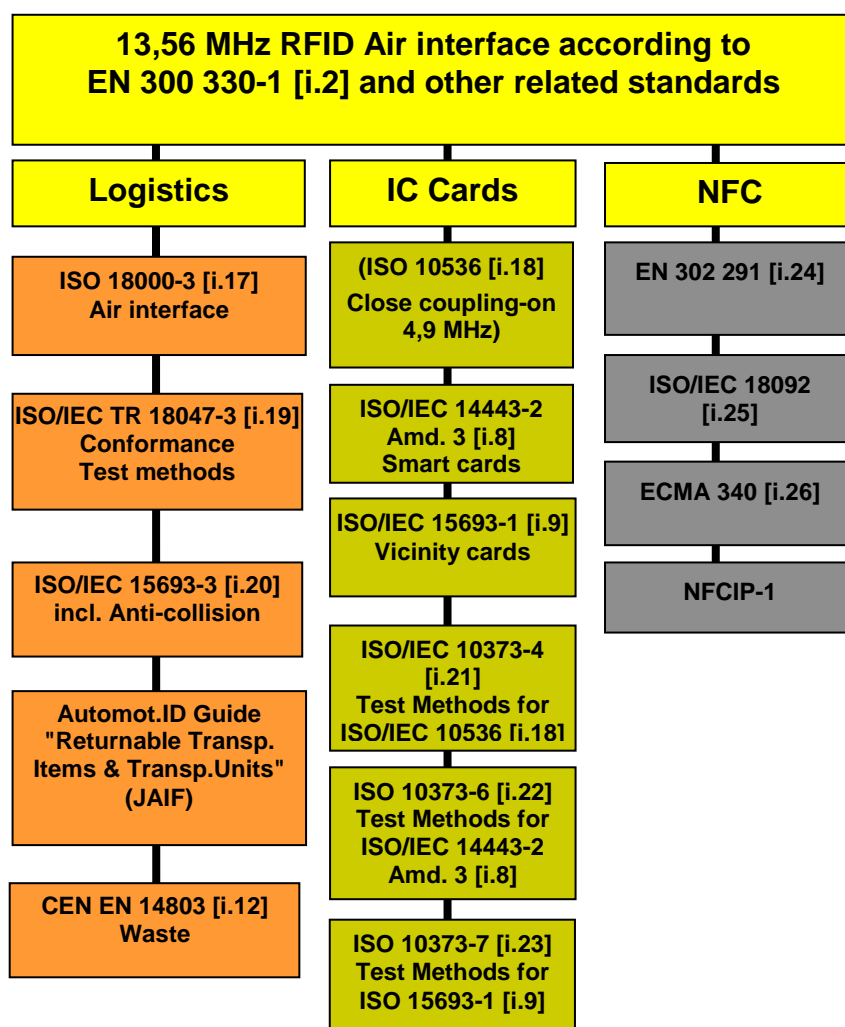 13,56 MHz RFID Air interface according to
EN 300 330-1 [i.2] and other related standards
Logistics
ISO 18000-3 [i.17]
Air interface
ISO/IEC TR 18047-3 [i.19]
Conformance
Test methods
ISO/IEC 15693-3 [i.20]
incl. Anti-collision
Automot.ID Guide
"Returnable Transp.
Items & Transp.Units"
(JAIF)
CEN EN 14803 [i.12]
Waste
IC Cards
(ISO 10536 [i.18]
Close coupling-on
4,9 MHz)
ISO/IEC 14443-2
Amd. 3 [i.8]
Smart cards
ISO/IEC 15693-1 [i.9]
Vicinity cards
ISO/IEC 10373-4
[i.21]
Test Methods for
ISO/IEC 10536 [i.18]
ISO 10373-6 [i.22]
Test Methods for
ISO/IEC 14443-2
Amd. 3 [i.8]
ISO 10373-7 [i.23]
Test Methods for
ISO 15693-1 [i.9]
NFC
EN 302 291 [i.24]
ISO/IEC 18092
[i.25]
ECMA 340 [i.26]
NFCIP-1